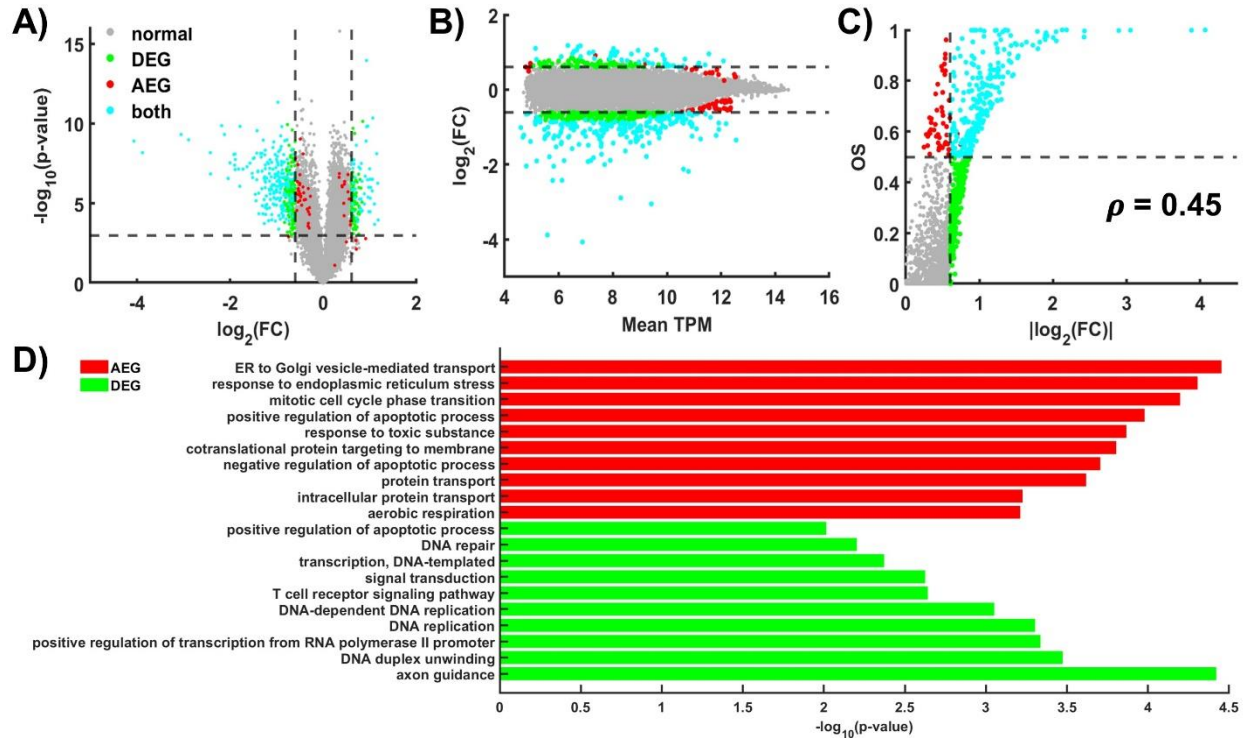 A)
normal
DEG
AEG
both
15
10
5
0
-4
-2
0
2
-log10(p-value)
log2(FC)
B)
2
0
-2
-4
4
6
8
10
12
14
16
log2(FC)
Mean TPM
C)
1
0.8
0.6
0.4
0.2
0
0
1
2
3
4
OS
|log2(FC)|
ρ = 0.45
D)
AEG
DEG
ER to Golgi vesicle-mediated transport
response to endoplasmic reticulum stress
mitotic cell cycle phase transition
positive regulation of apoptotic process
response to toxic substance
cotranslational protein targeting to membrane
negative regulation of apoptotic process
protein transport
intracellular protein transport
aerobic respiration
positive regulation of apoptotic process
DNA repair
transcription, DNA-templated
signal transduction
T cell receptor signaling pathway
DNA-dependent DNA replication
DNA replication
positive regulation of transcription from RNA polymerase II promoter
DNA duplex unwinding
axon guidance
0
0.5
1
1.5
2
2.5
3
3.5
4
4.5
-log10(p-value)